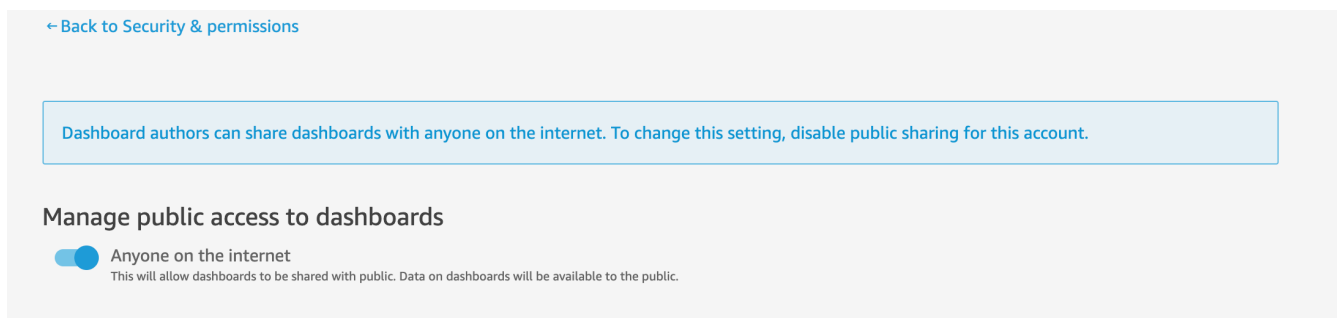 ←Back to Security & permissions
Dashboard authors can share dashboards with anyone on the internet. To change this setting, disable public sharing for this account.
Manage public access to dashboards
Anyone on the internet
This will allow dashboards to be shared with public. Data on dashboards will be available to the public.